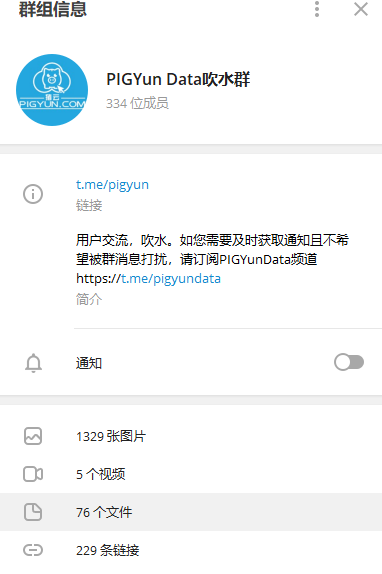 群组信息
猪云
PIGYUN.COM
PIGYun Data吹水群
334 位成员
t.me/pigyun
链接
用户交流，吹水。如您需要及时获取通知且不希
望被群消息打扰，请订阅PIGYunData频道
https://t.me/pigyundata
简介
通知
1329 张图片
5 个视频
76 个文件
229 条链接